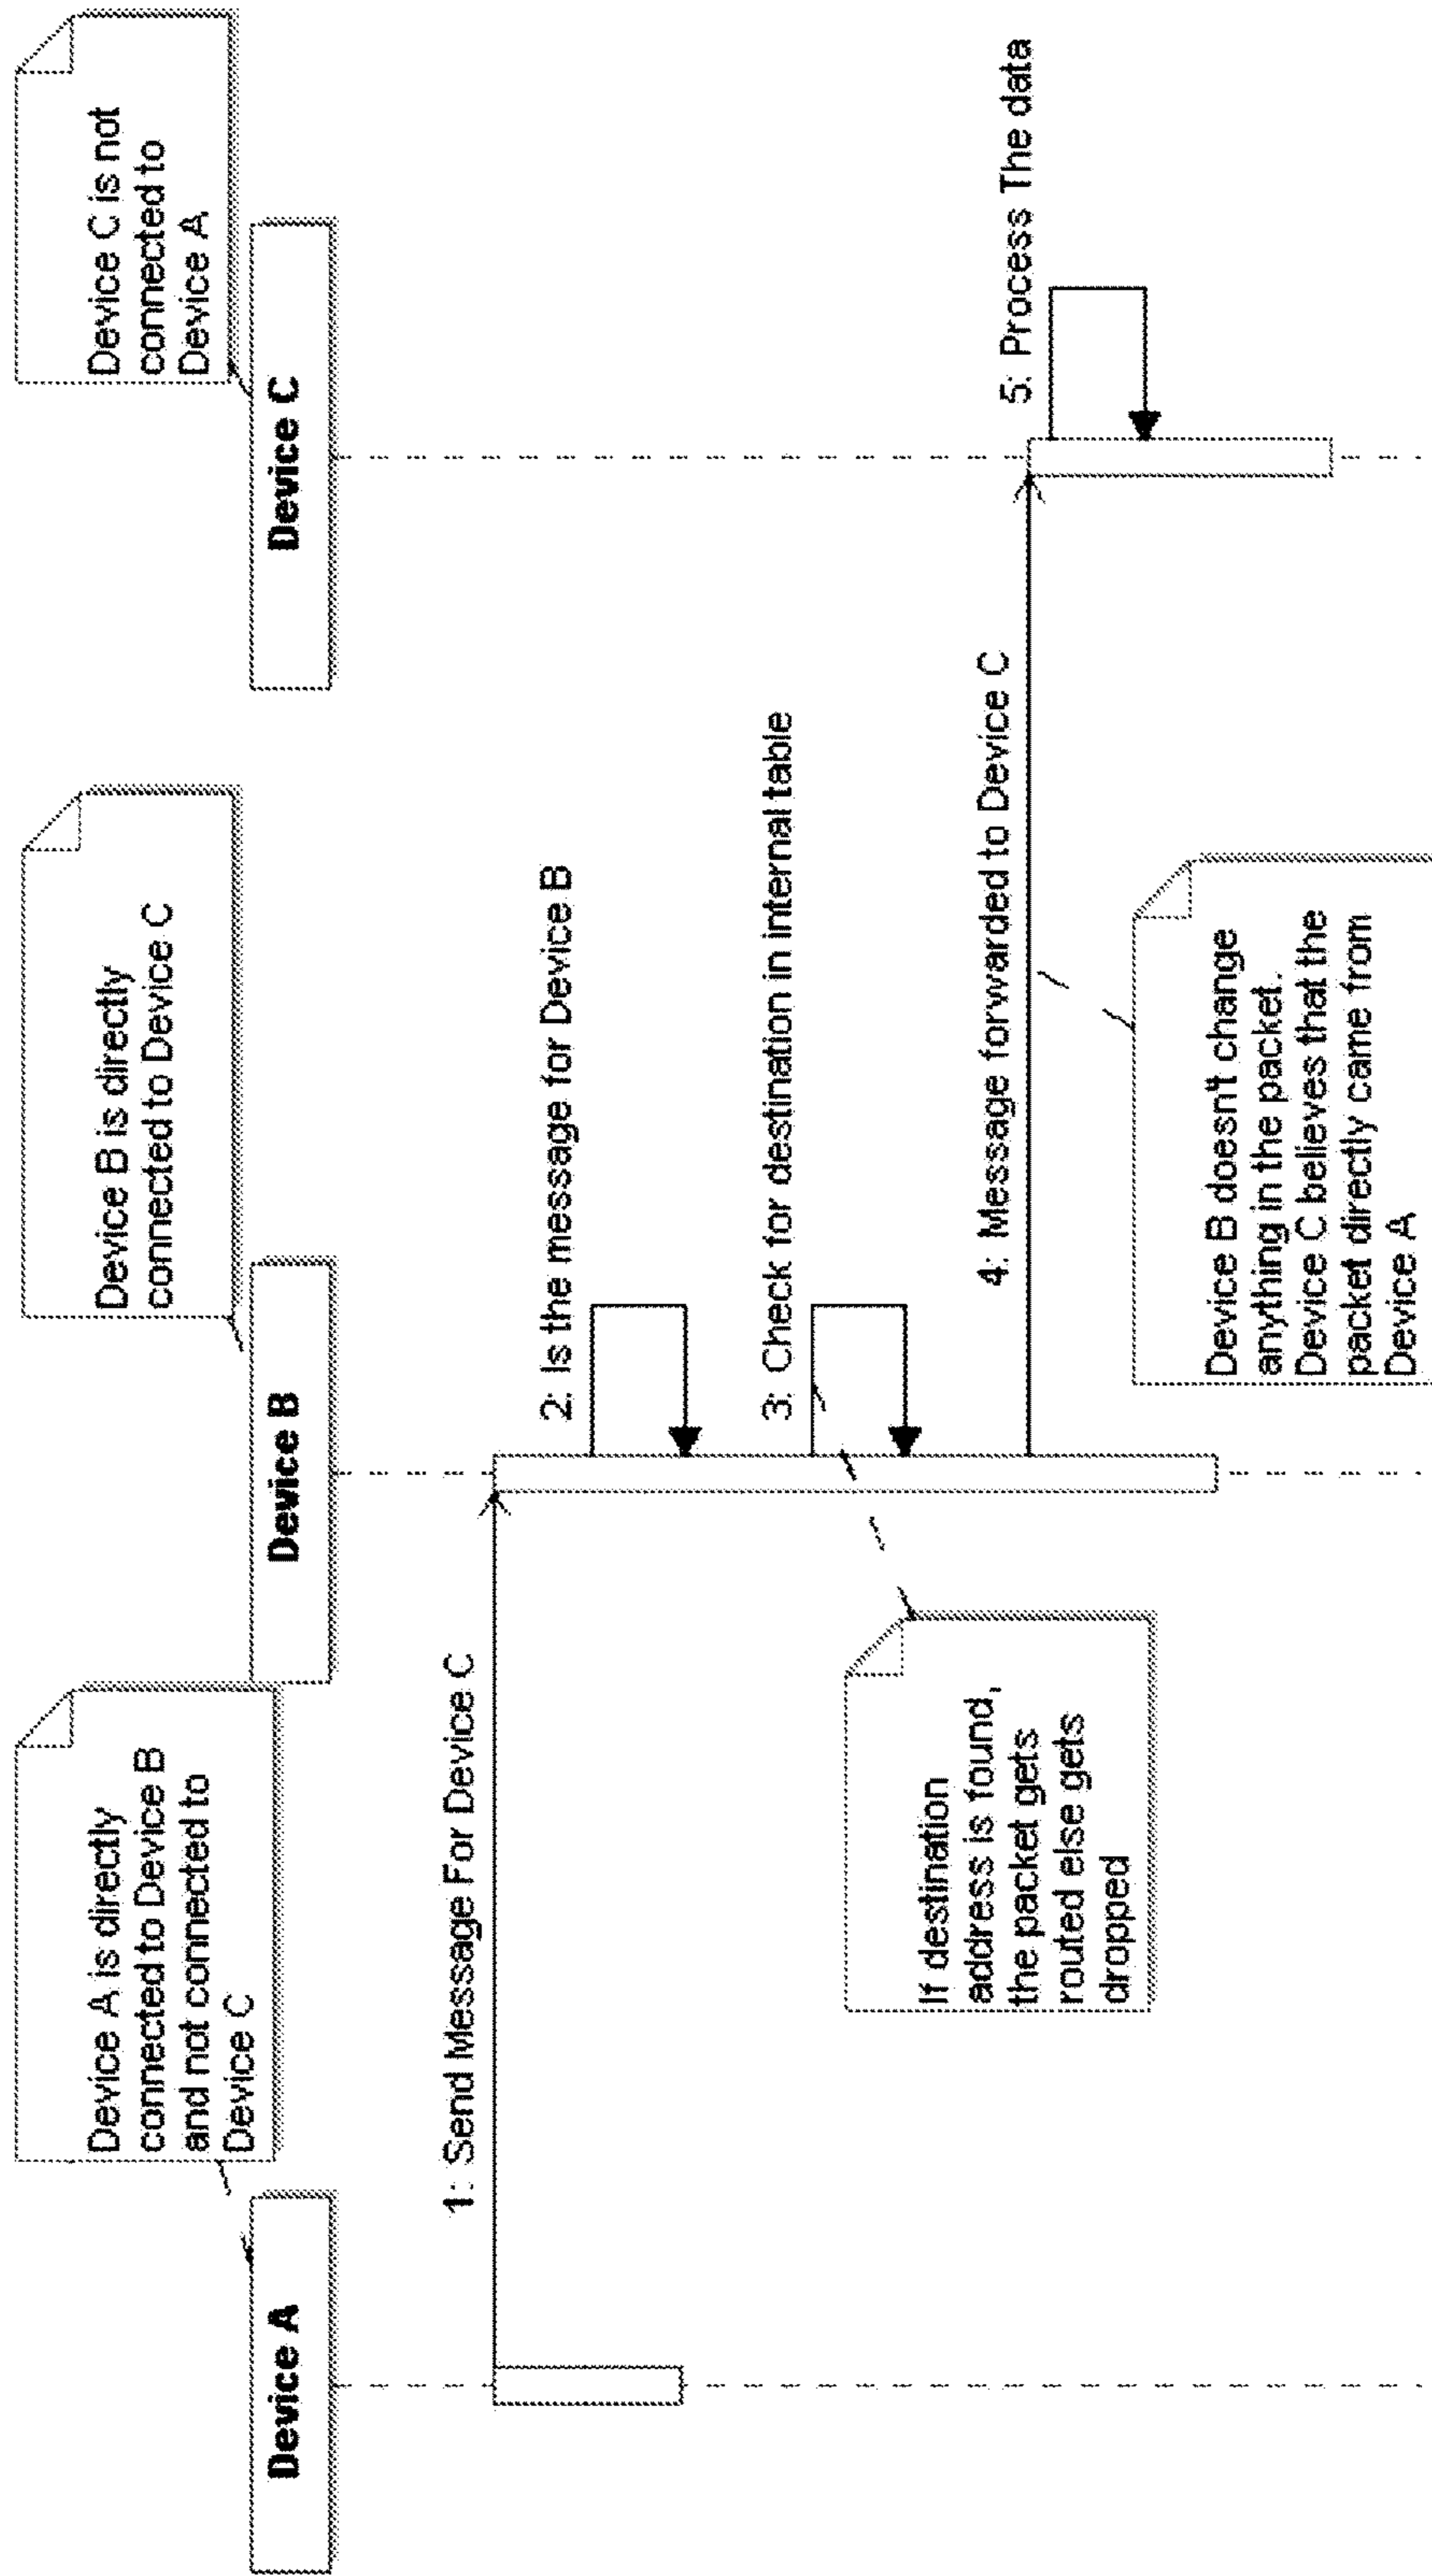 Device A is directly
connected to Device B
and not connected to
Device C
Device B is directly
connected to Device C
Device C is not
connected to
Device A
Device A
Device B
Device C
1: Send Message For Device C
2: Is the message for Device B
3: Check for destination in internal table
If destination
address is found,
the packet gets
routed else gets
dropped
4: Message forwarded to Device C
5: Process The data
Device B doesn't change
anything in the packet.
Device C believes that the
packet directly came from
Device A